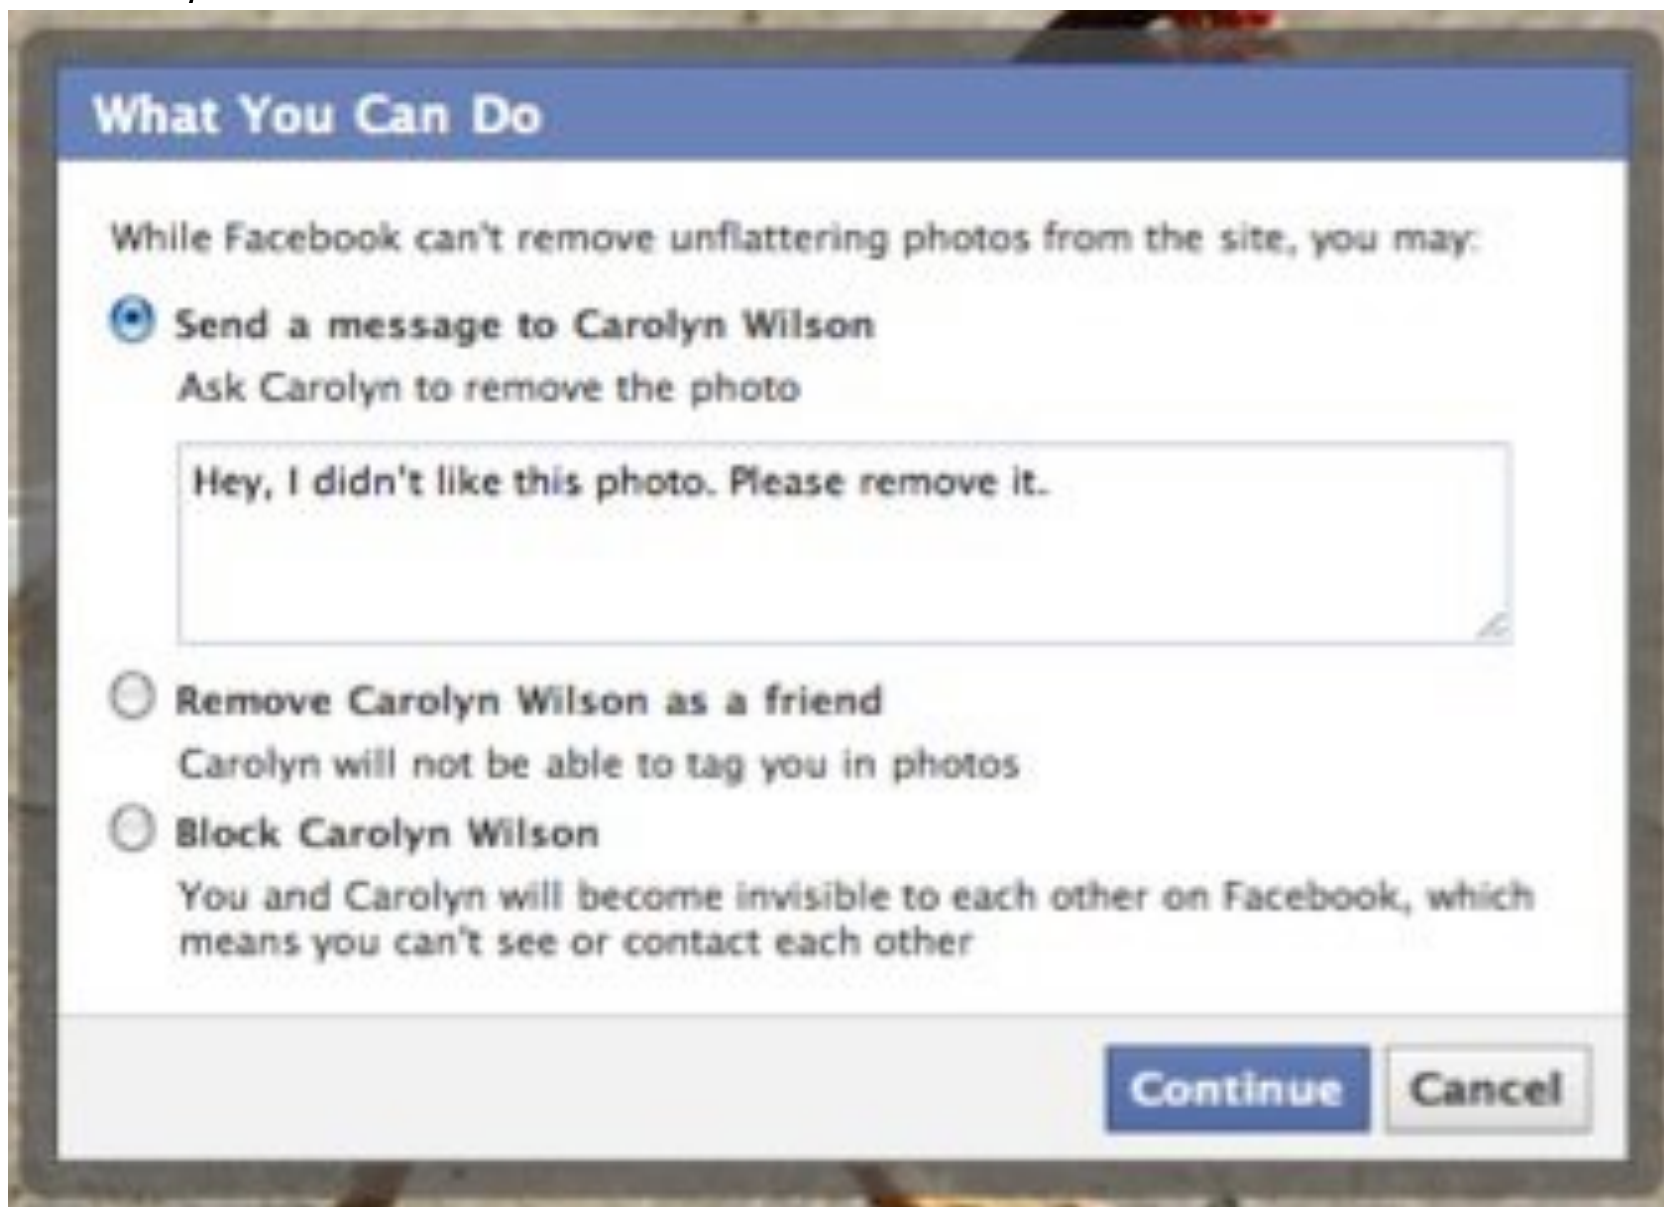 What You Can Do
While Facebook can't remove unflattering photos from the site, you may:
Send a message to Carolyn Wilson
Ask Carolyn to remove the photo
Hey, I didn't like this photo. Please remove it.
Remove Carolyn Wilson as a friend
Carolyn will not be able to tag you in photos
Block Carolyn Wilson
You and Carolyn will become invisible to each other on Facebook, which
means you can't see or contact each other
Continue Cancel